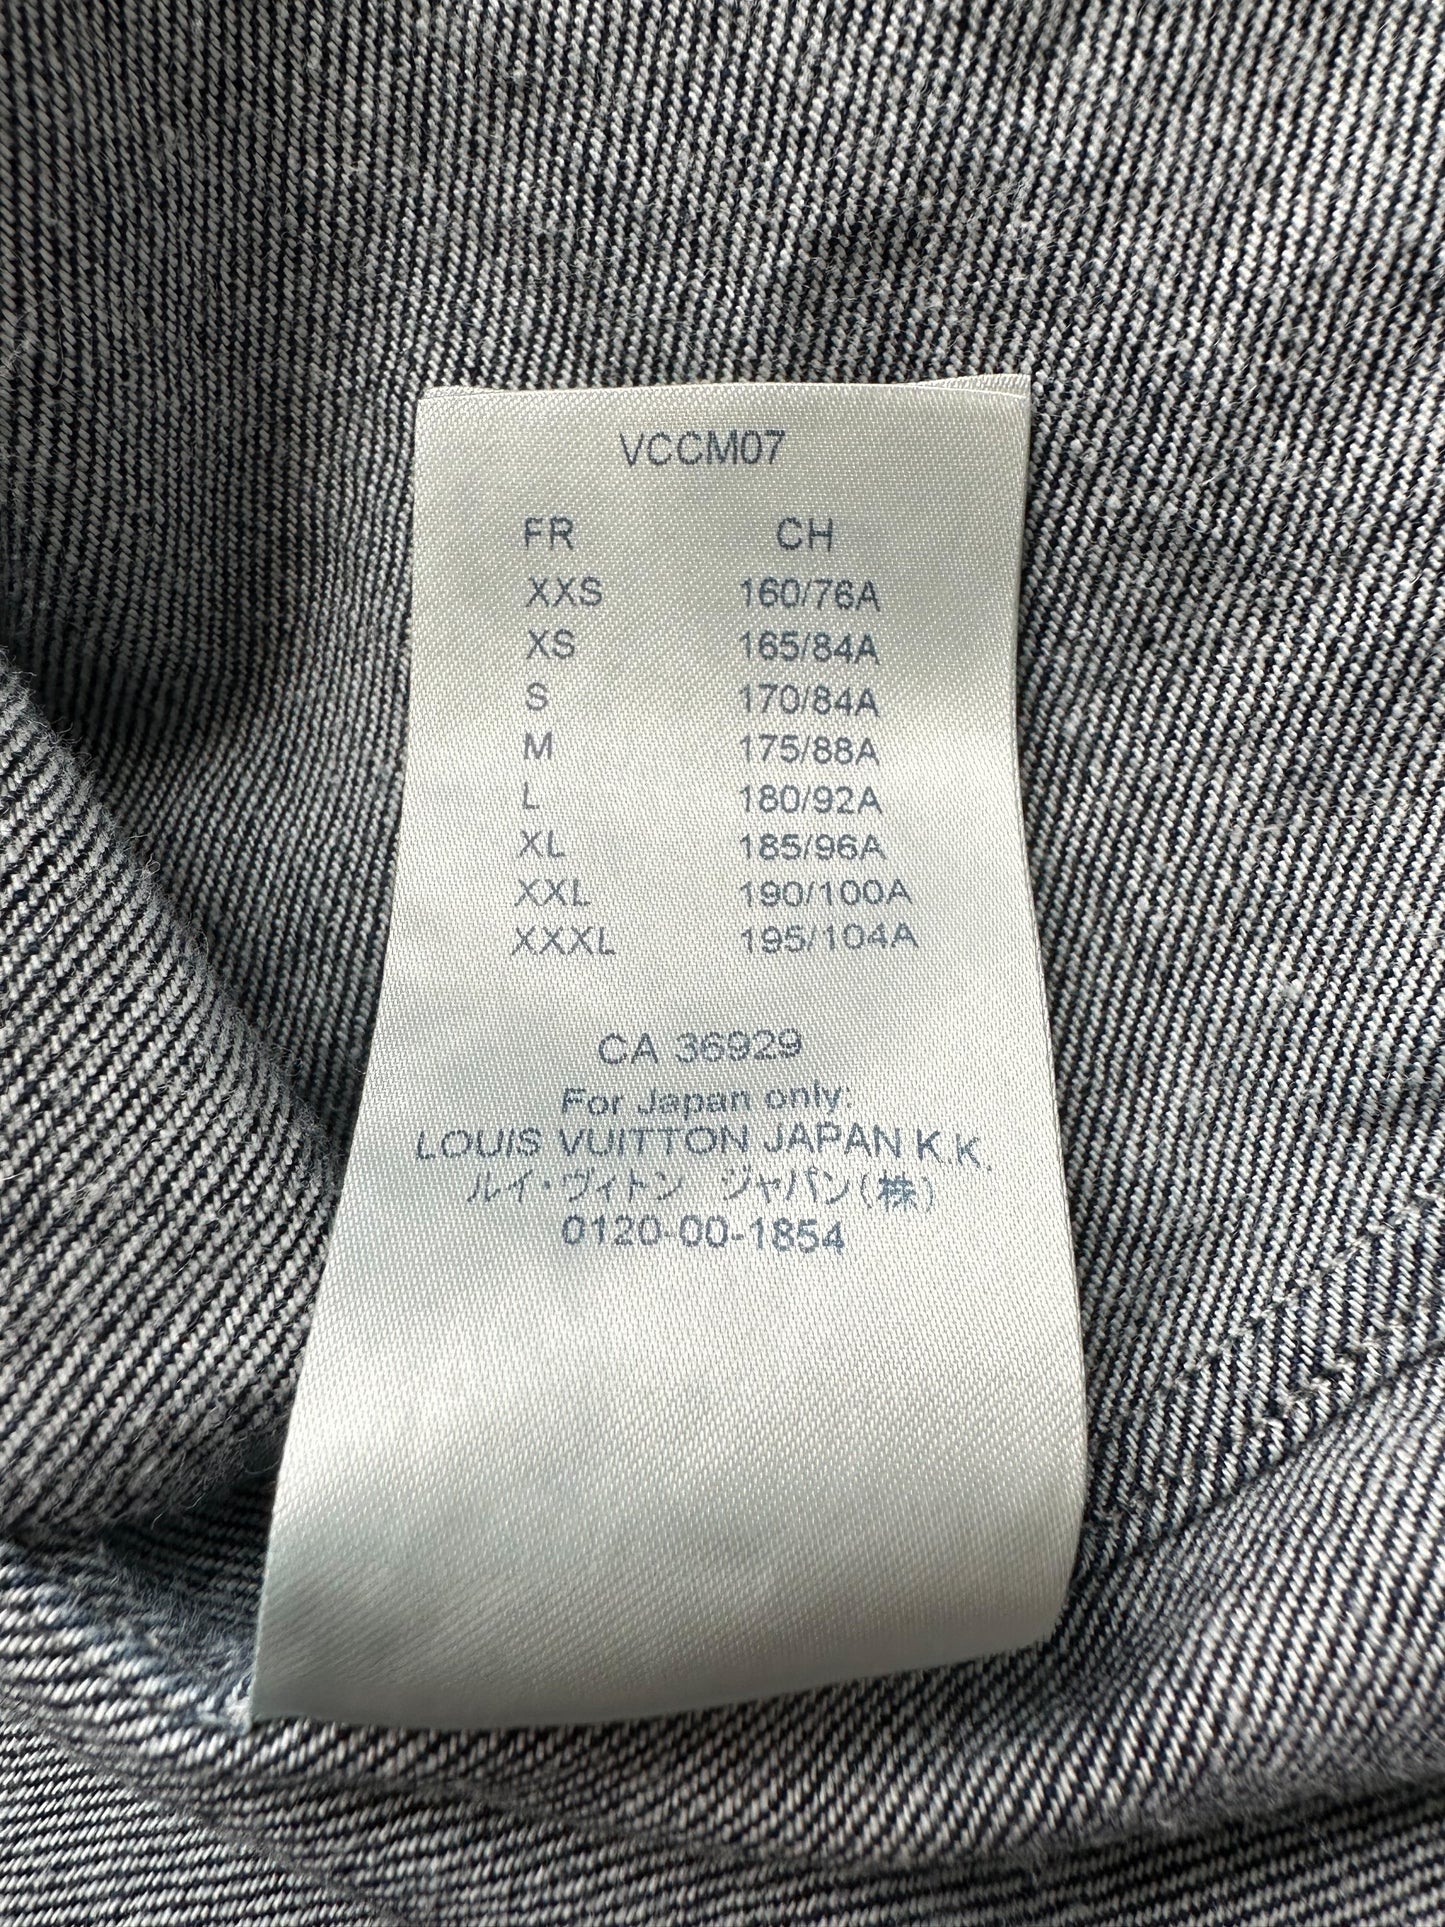 VCCM07
FR CH
XXS 160/76A
XS 165/84A
S 170/84A
M 175/88A
L 180/92A
XL 185/96A
XXL 190/100A
XXXL 195/104A
CA 36929
For Japan only:
LOUIS VUITTON JAPAN K.K.
ルイ・ヴィトン ジャパン(株)
0120-00-1854